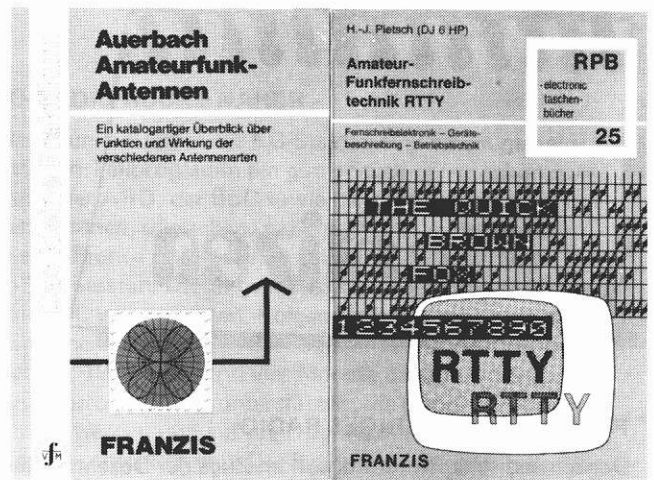 Auerbach
Amateurfunk-
Antennen
Ein katalogartiger Überblick über
Funktion und Wirkung der
verschiedenen Antennenarten
FRANZIS
H.-J. Pietsch (DJ 6 HP)
Amateur-
Funkfernschreib-
technik RTTY
RPB
electronic
taschen-
bücher
25
Fernschreibelektronik – Geräte-
beschreibung – Betriebstechnik
THE QUICK
BROWN
FOX
1234567890
RTTY
RTTY
FRANZIS